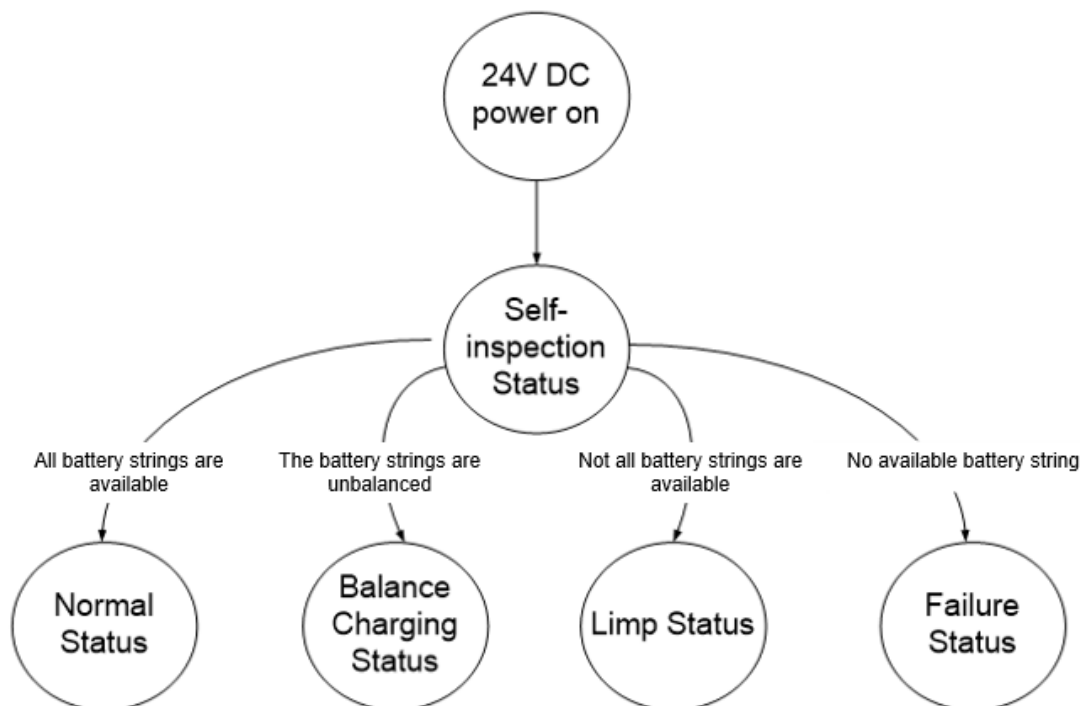 24V DC
power on
Self-
inspection
Status
All battery strings are
available
The battery strings are
unbalanced
Not all battery strings are
available
No available battery string
Normal
Status
Balance
Charging
Status
Limp Status
Failure
Status